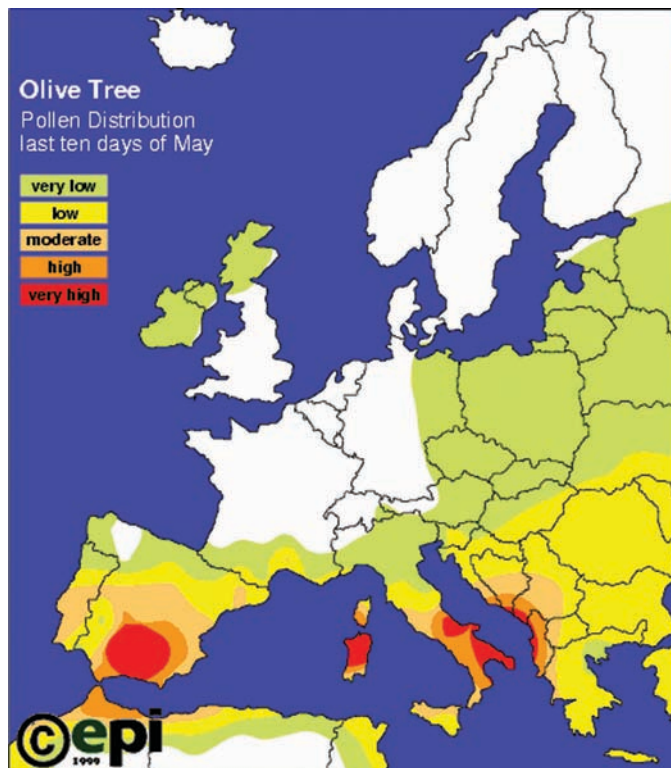 Olive Tree
Pollen Distribution
last ten days of May
very low
low
moderate
high
very high
©epi
1999